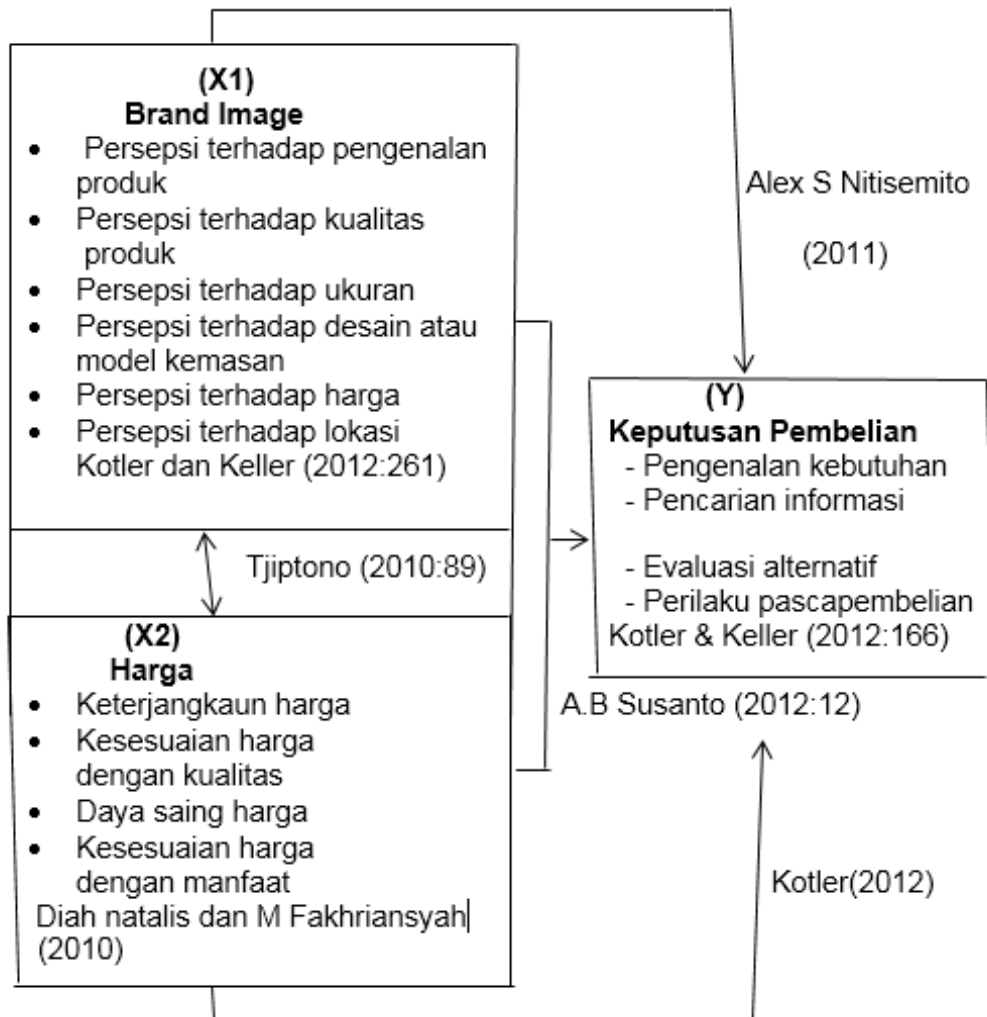 (X1)
Brand Image
• Persepsi terhadap pengenalan
produk
• Persepsi terhadap kualitas
produk
• Persepsi terhadap ukuran
• Persepsi terhadap desain atau
model kemasan
• Persepsi terhadap harga
• Persepsi terhadap lokasi
Kotler dan Keller (2012:261)
Alex S Nitisemito
(2011)
Tjiptono (2010:89)
(Y)
Keputusan Pembelian
- Pengenalan kebutuhan
- Pencarian informasi
- Evaluasi alternatif
- Perilaku pascapembelian
Kotler & Keller (2012:166)
(X2)
Harga
• Keterjangkaun harga
• Kesesuaian harga
dengan kualitas
• Daya saing harga
• Kesesuaian harga
dengan manfaat
Diah natalis dan M Fakhriansyah
(2010)
A.B Susanto (2012:12)
Kotler(2012)